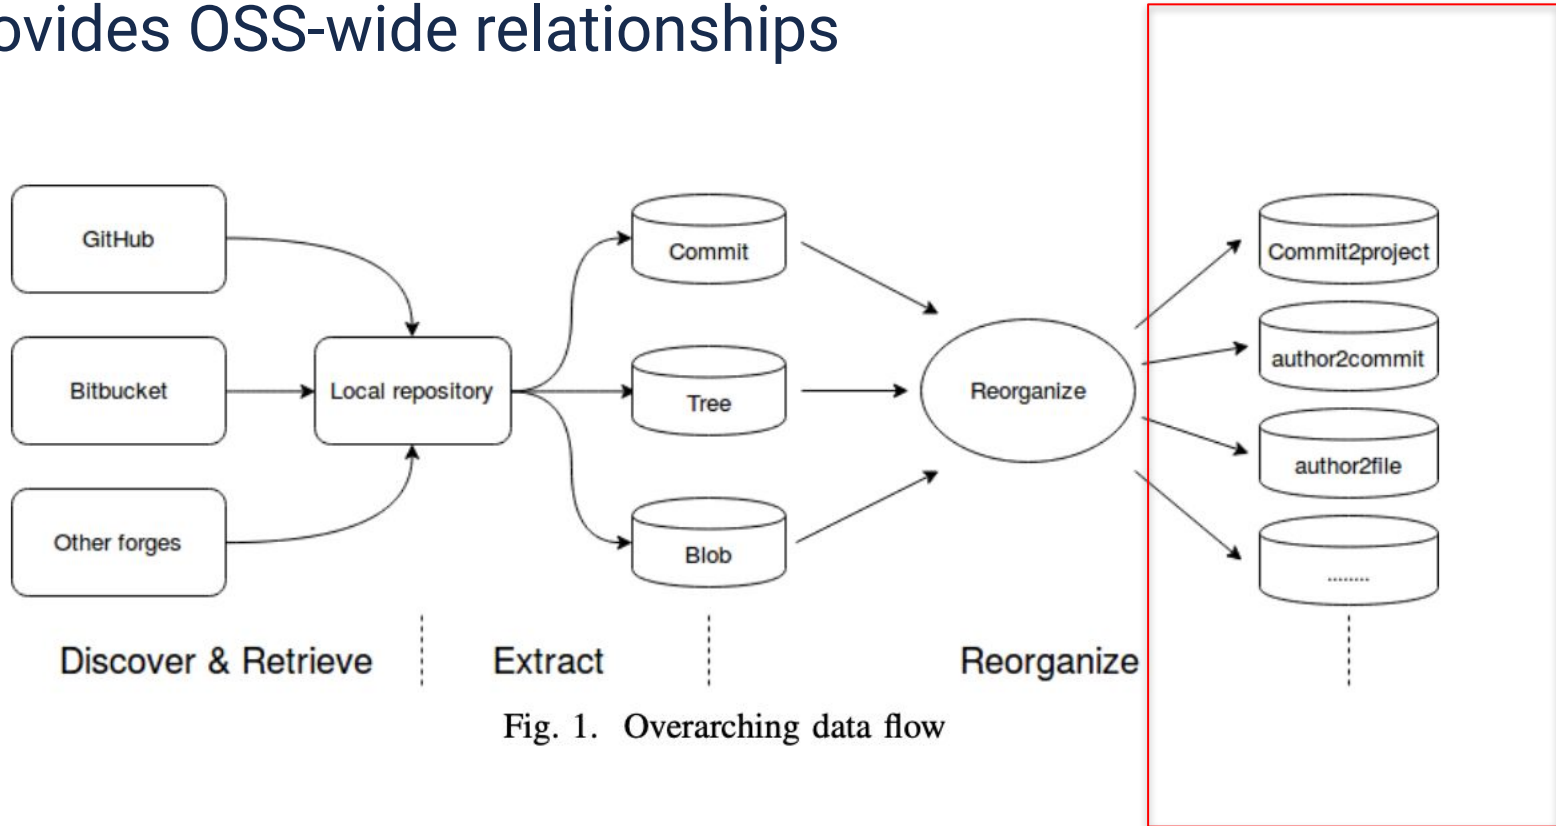 ovides OSS-wide relationships
GitHub
Bitbucket
Other forges
Local repository
Commit
Tree
Blob
Reorganize
Commit2project
author2commit
author2file
........
Discover & Retrieve
Extract
Reorganize
Fig. 1. Overarching data flow